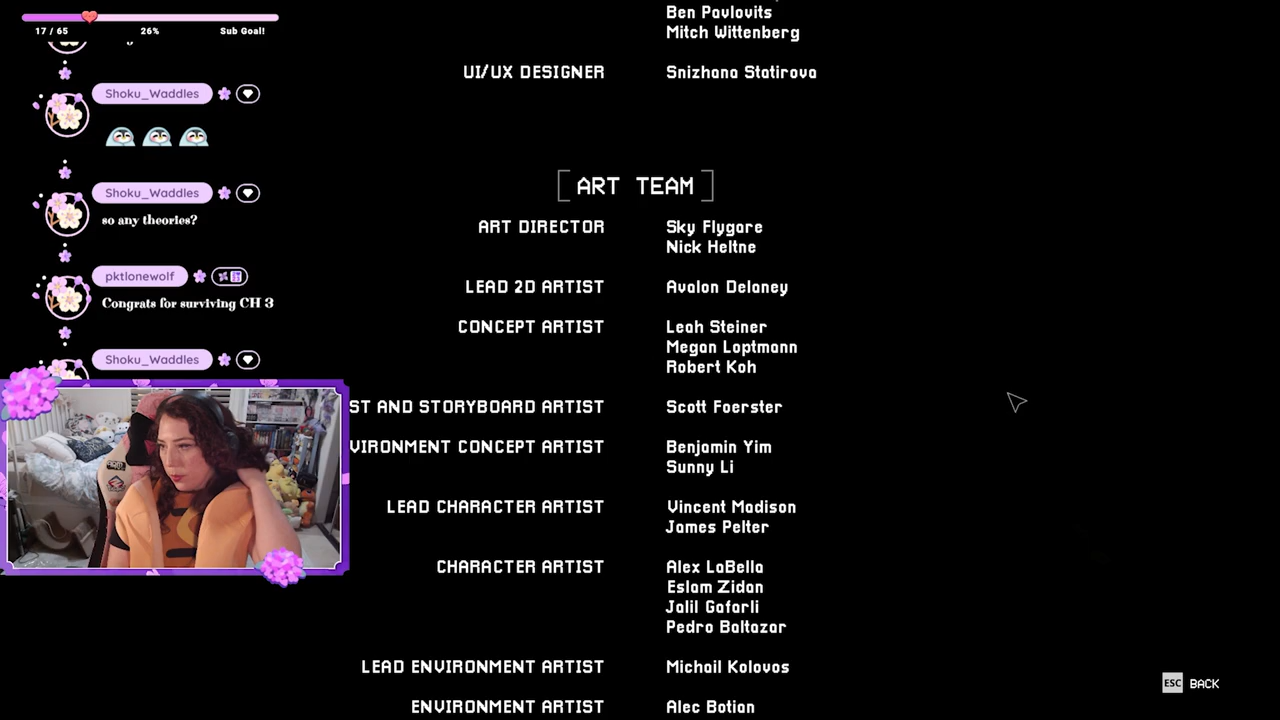 17 / 65 26% Sub Goal!
Shoku_Waddles
Shoku_Waddles
so any theories?
pktlonewolf
Congrats for surviving CH 3
Shoku_Waddles
Ben Pavlovits
Mitch Wittenberg
UI/UX DESIGNER Snizhana Statirova
ART TEAM
ART DIRECTOR Sky Flygare
Nick Heltne
LEAD 2D ARTIST Avalon Delaney
CONCEPT ARTIST Leah Steiner
Megan Loptmann
Robert Koh
ST AND STORYBOARD ARTIST Scott Foerster
VIRONMENT CONCEPT ARTIST Benjamin Yim
Sunny Li
LEAD CHARACTER ARTIST Vincent Madison
James Pelter
CHARACTER ARTIST Alex LaBella
Eslam Zidan
Jalil Gafarli
Pedro Baltazar
LEAD ENVIRONMENT ARTIST Michail Kolovos
ENVIRONMENT ARTIST Alec Botian
ESC BACK